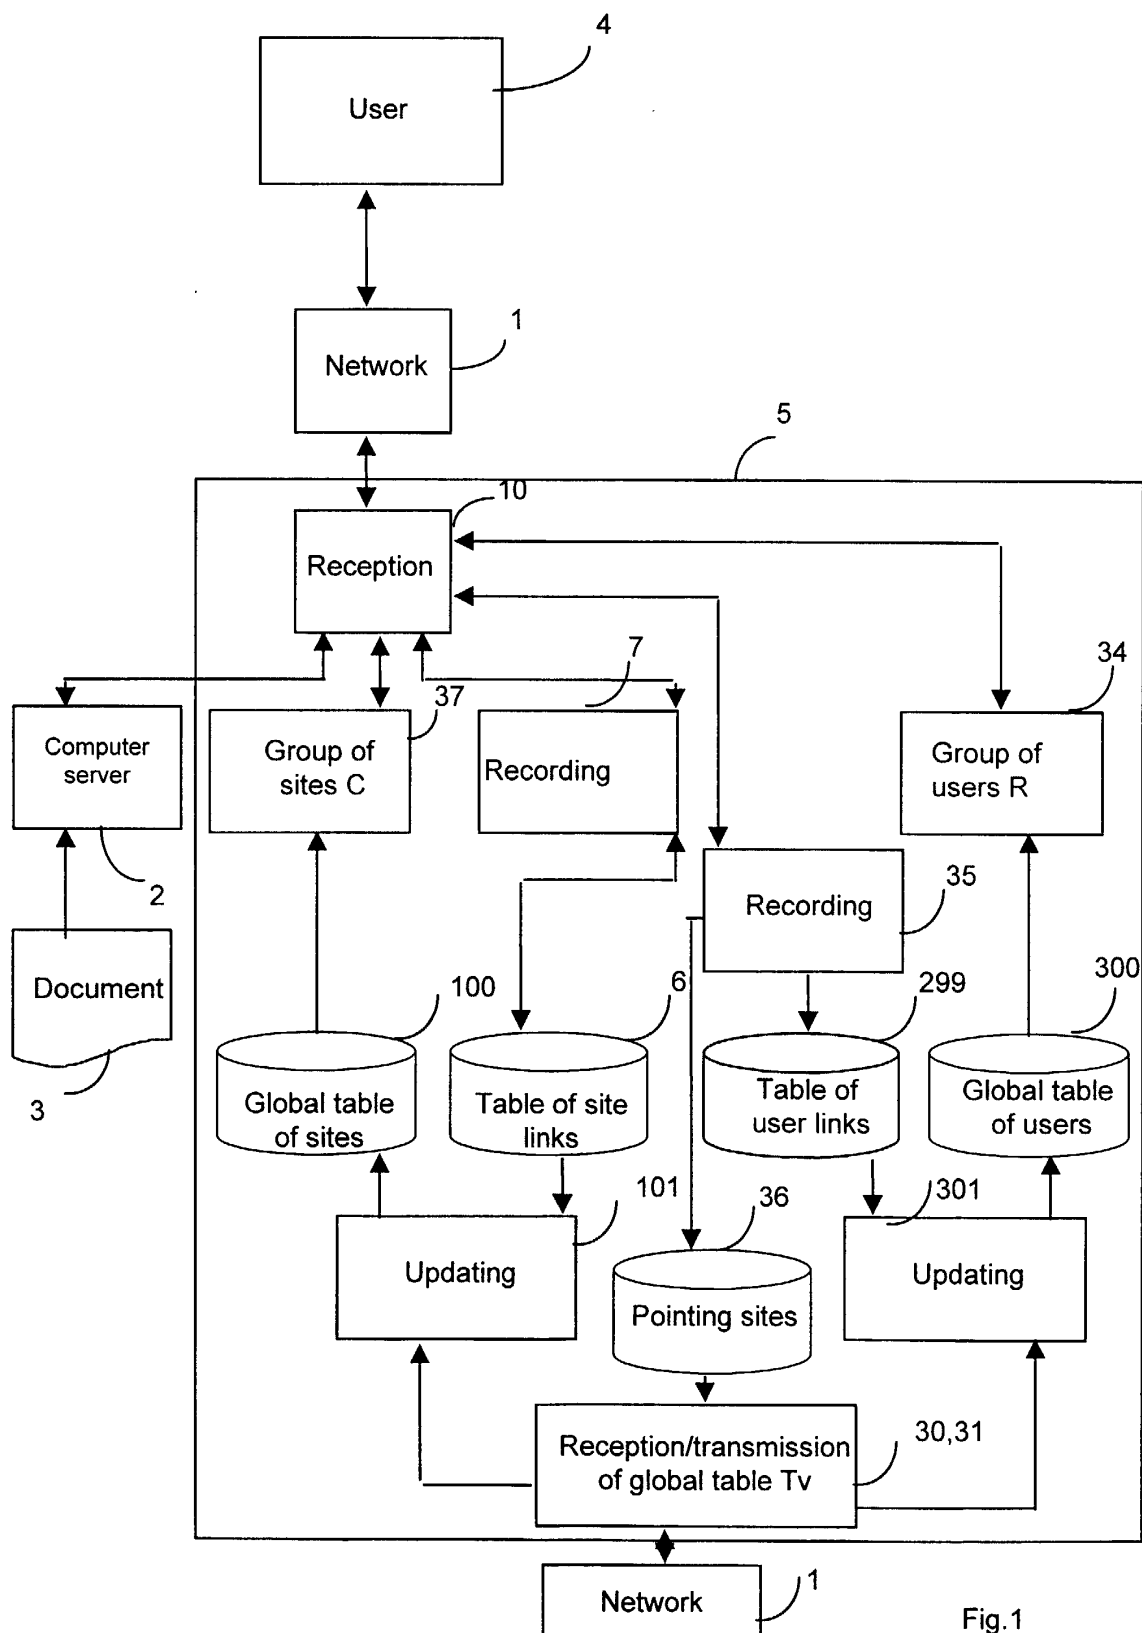 4
User
1
Network
5
10
Reception
7
34
37
Computer
server
Group of
sites C
Recording
Group of
users R
2
35
Recording
Document
100
6
299
300
3
Global table
of sites
Table of site
links
Table of
user links
Global table
of users
101
36
301
Updating
Pointing sites
Updating
Reception/transmission
of global table Tv
30,31
Network
1
Fig.1